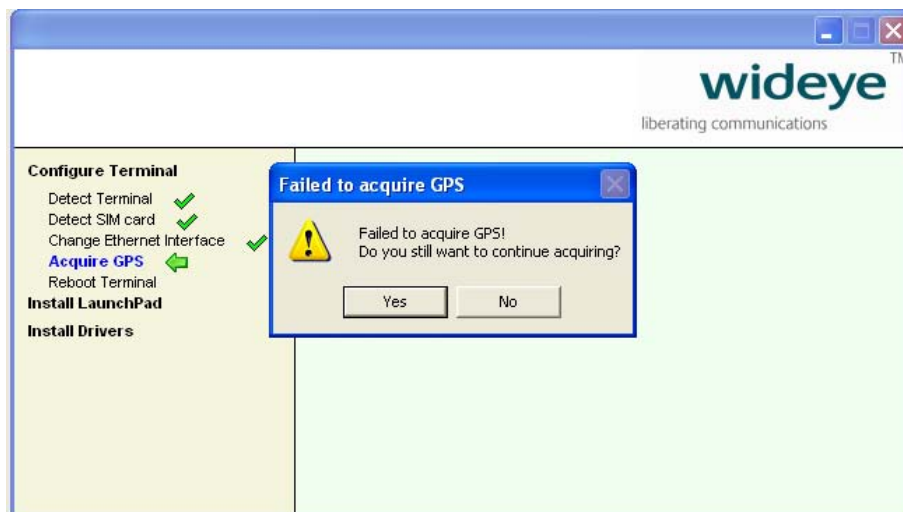 wideye
TM
liberating communications
Configure Terminal
Detect Terminal
Detect SIM card
Change Ethernet Interface
Acquire GPS
Reboot Terminal
Install LaunchPad
Install Drivers
Failed to acquire GPS
Failed to acquire GPS!
Do you still want to continue acquiring?
Yes
No